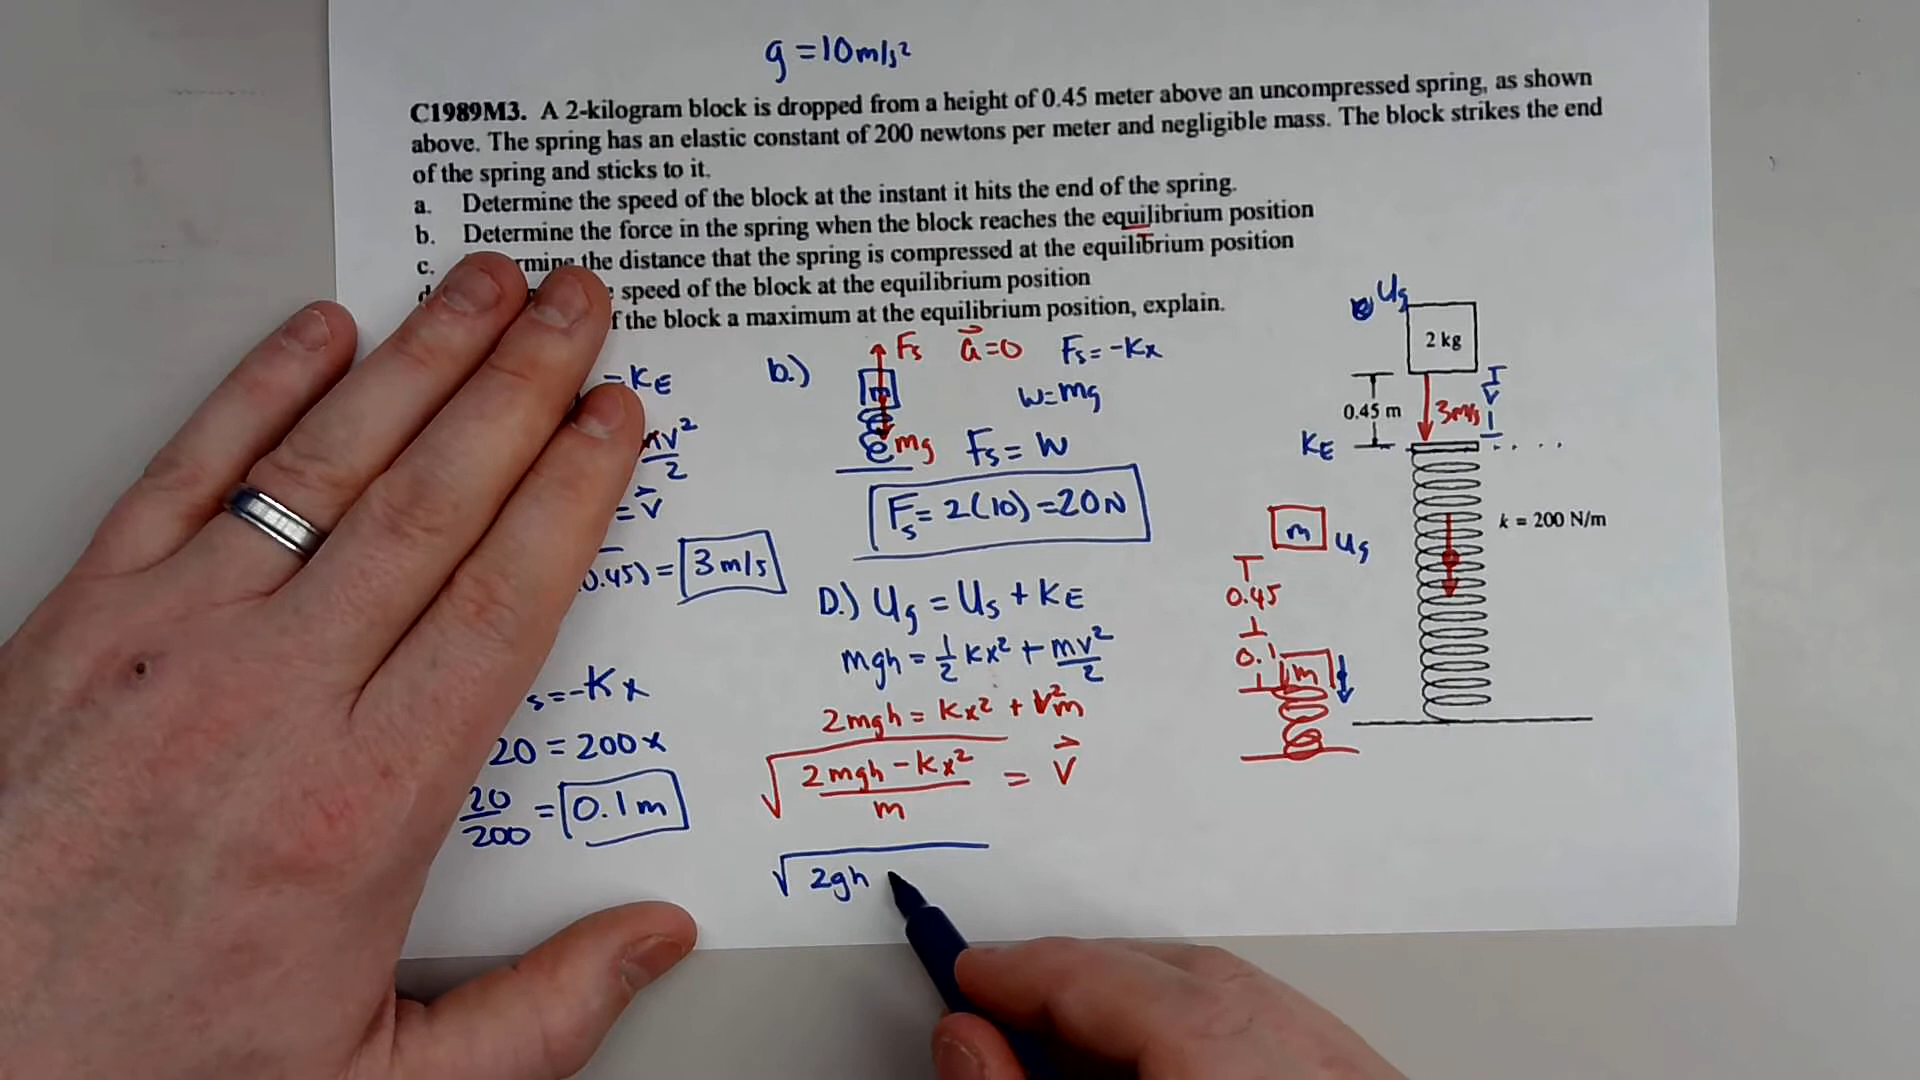 g = 10 m/s²
C1989M3. A 2-kilogram block is dropped from a height of 0.45 meter above an uncompressed spring, as shown
above. The spring has an elastic constant of 200 newtons per meter and negligible mass. The block strikes the end
of the spring and sticks to it.
a. Determine the speed of the block at the instant it hits the end of the spring.
b. Determine the force in the spring when the block reaches the equilibrium position
c. the distance that the spring is compressed at the equilibrium position
speed of the block at the equilibrium position
the block a maximum at the equilibrium position, explain.
= KE
mv²
2
= v⃗
0.45) = 3 m/s
s = -Kx
20 = 200x
20/200 = 0.1 m
b.)
Fs
a⃗ = 0
Fs = -Kx
w = mg
m
mg
Fs = W
Fs = 2(10) = 20N
D.) Ug = Us + KE
mgh = 1/2 Kx² + mv²/2
2mgh = Kx² + v²m
√(2mgh - Kx²/m) = v⃗
√2gh
Ug
2 kg
0.45 m
3m/s
V
KE
k = 200 N/m
m Ug
0.45
0.1
m